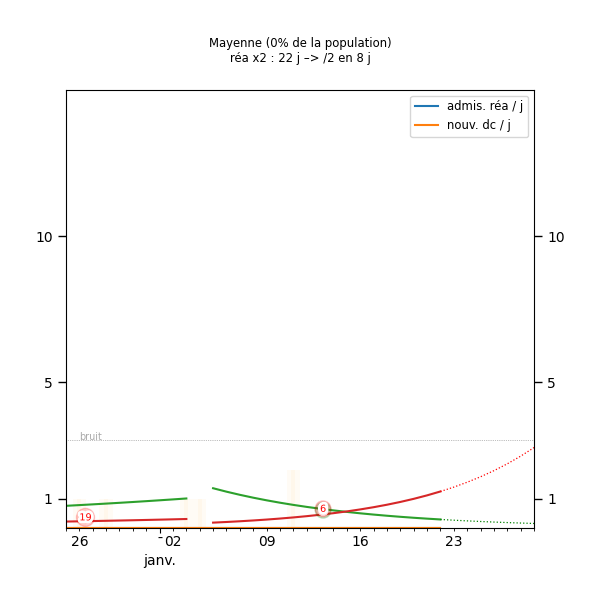 Mayenne (0% de la population)
réa x2 : 22 j –> /2 en 8 j
admis. réa / j
nouv. dc / j
10 10
5 5
bruit
1 1
19 6
26 02 09 16 23
janv.